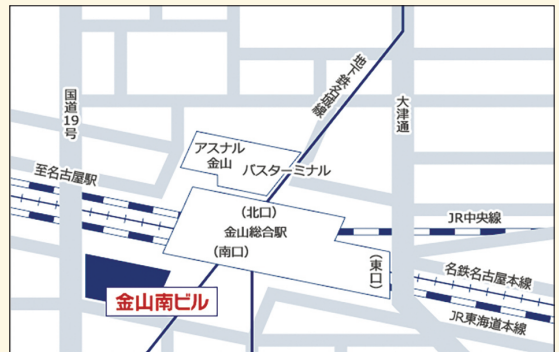 地下鉄名城線
国道19号
大津通
アスナル
金山
バスターミナル
至名古屋駅
(北口)
金山総合駅
(南口)
(東口)
JR中央線
名鉄名古屋本線
JR東海道本線
金山南ビル